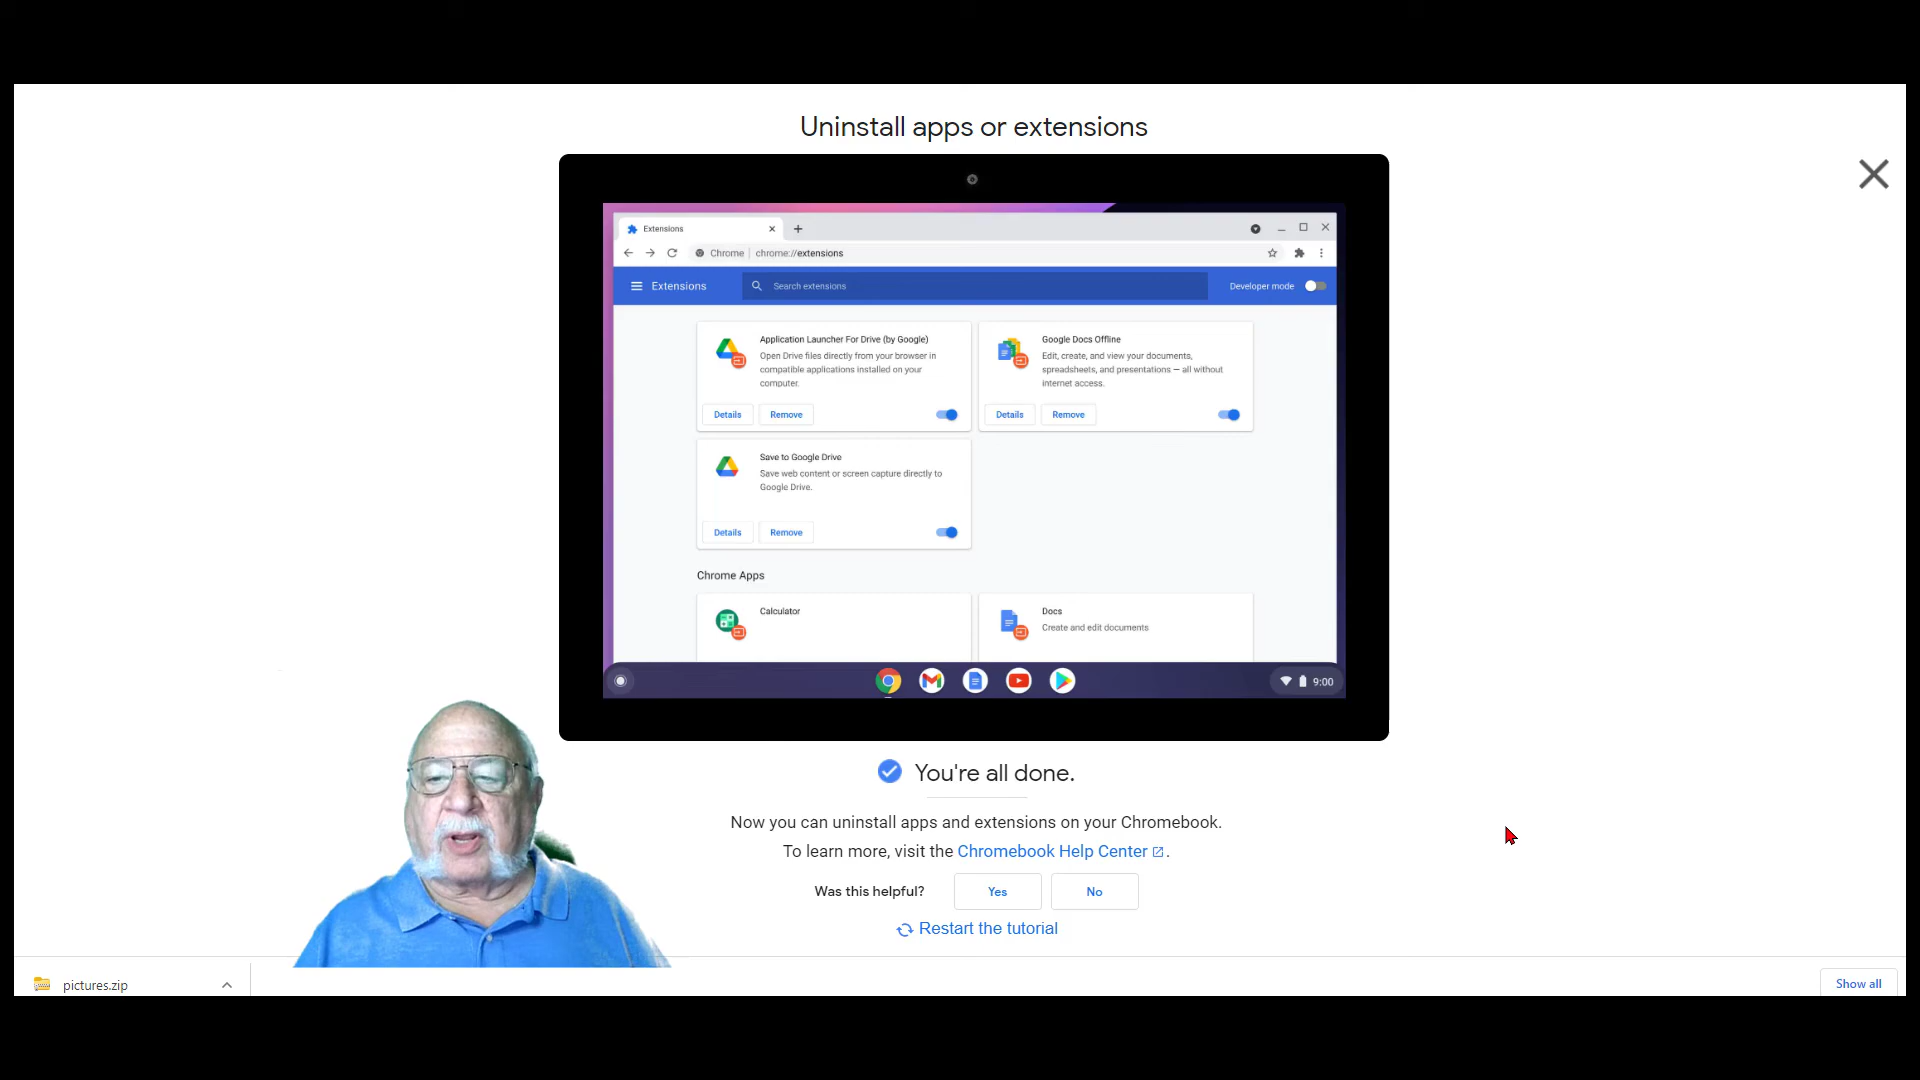 Uninstall apps or extensions
Extensions
Chrome | chrome://extensions
Extensions
Search extensions
Developer mode
Application Launcher For Drive (by Google)
Open Drive files directly from your browser in
compatible applications installed on your
computer.
Details
Remove
Google Docs Offline
Edit, create, and view your documents,
spreadsheets, and presentations — all without
internet access.
Details
Remove
Save to Google Drive
Save web content or screen capture directly to
Google Drive.
Details
Remove
Chrome Apps
Calculator
Docs
Create and edit documents
9:00
You're all done.
Now you can uninstall apps and extensions on your Chromebook.
To learn more, visit the Chromebook Help Center.
Was this helpful?
Yes
No
Restart the tutorial
pictures.zip
Show all